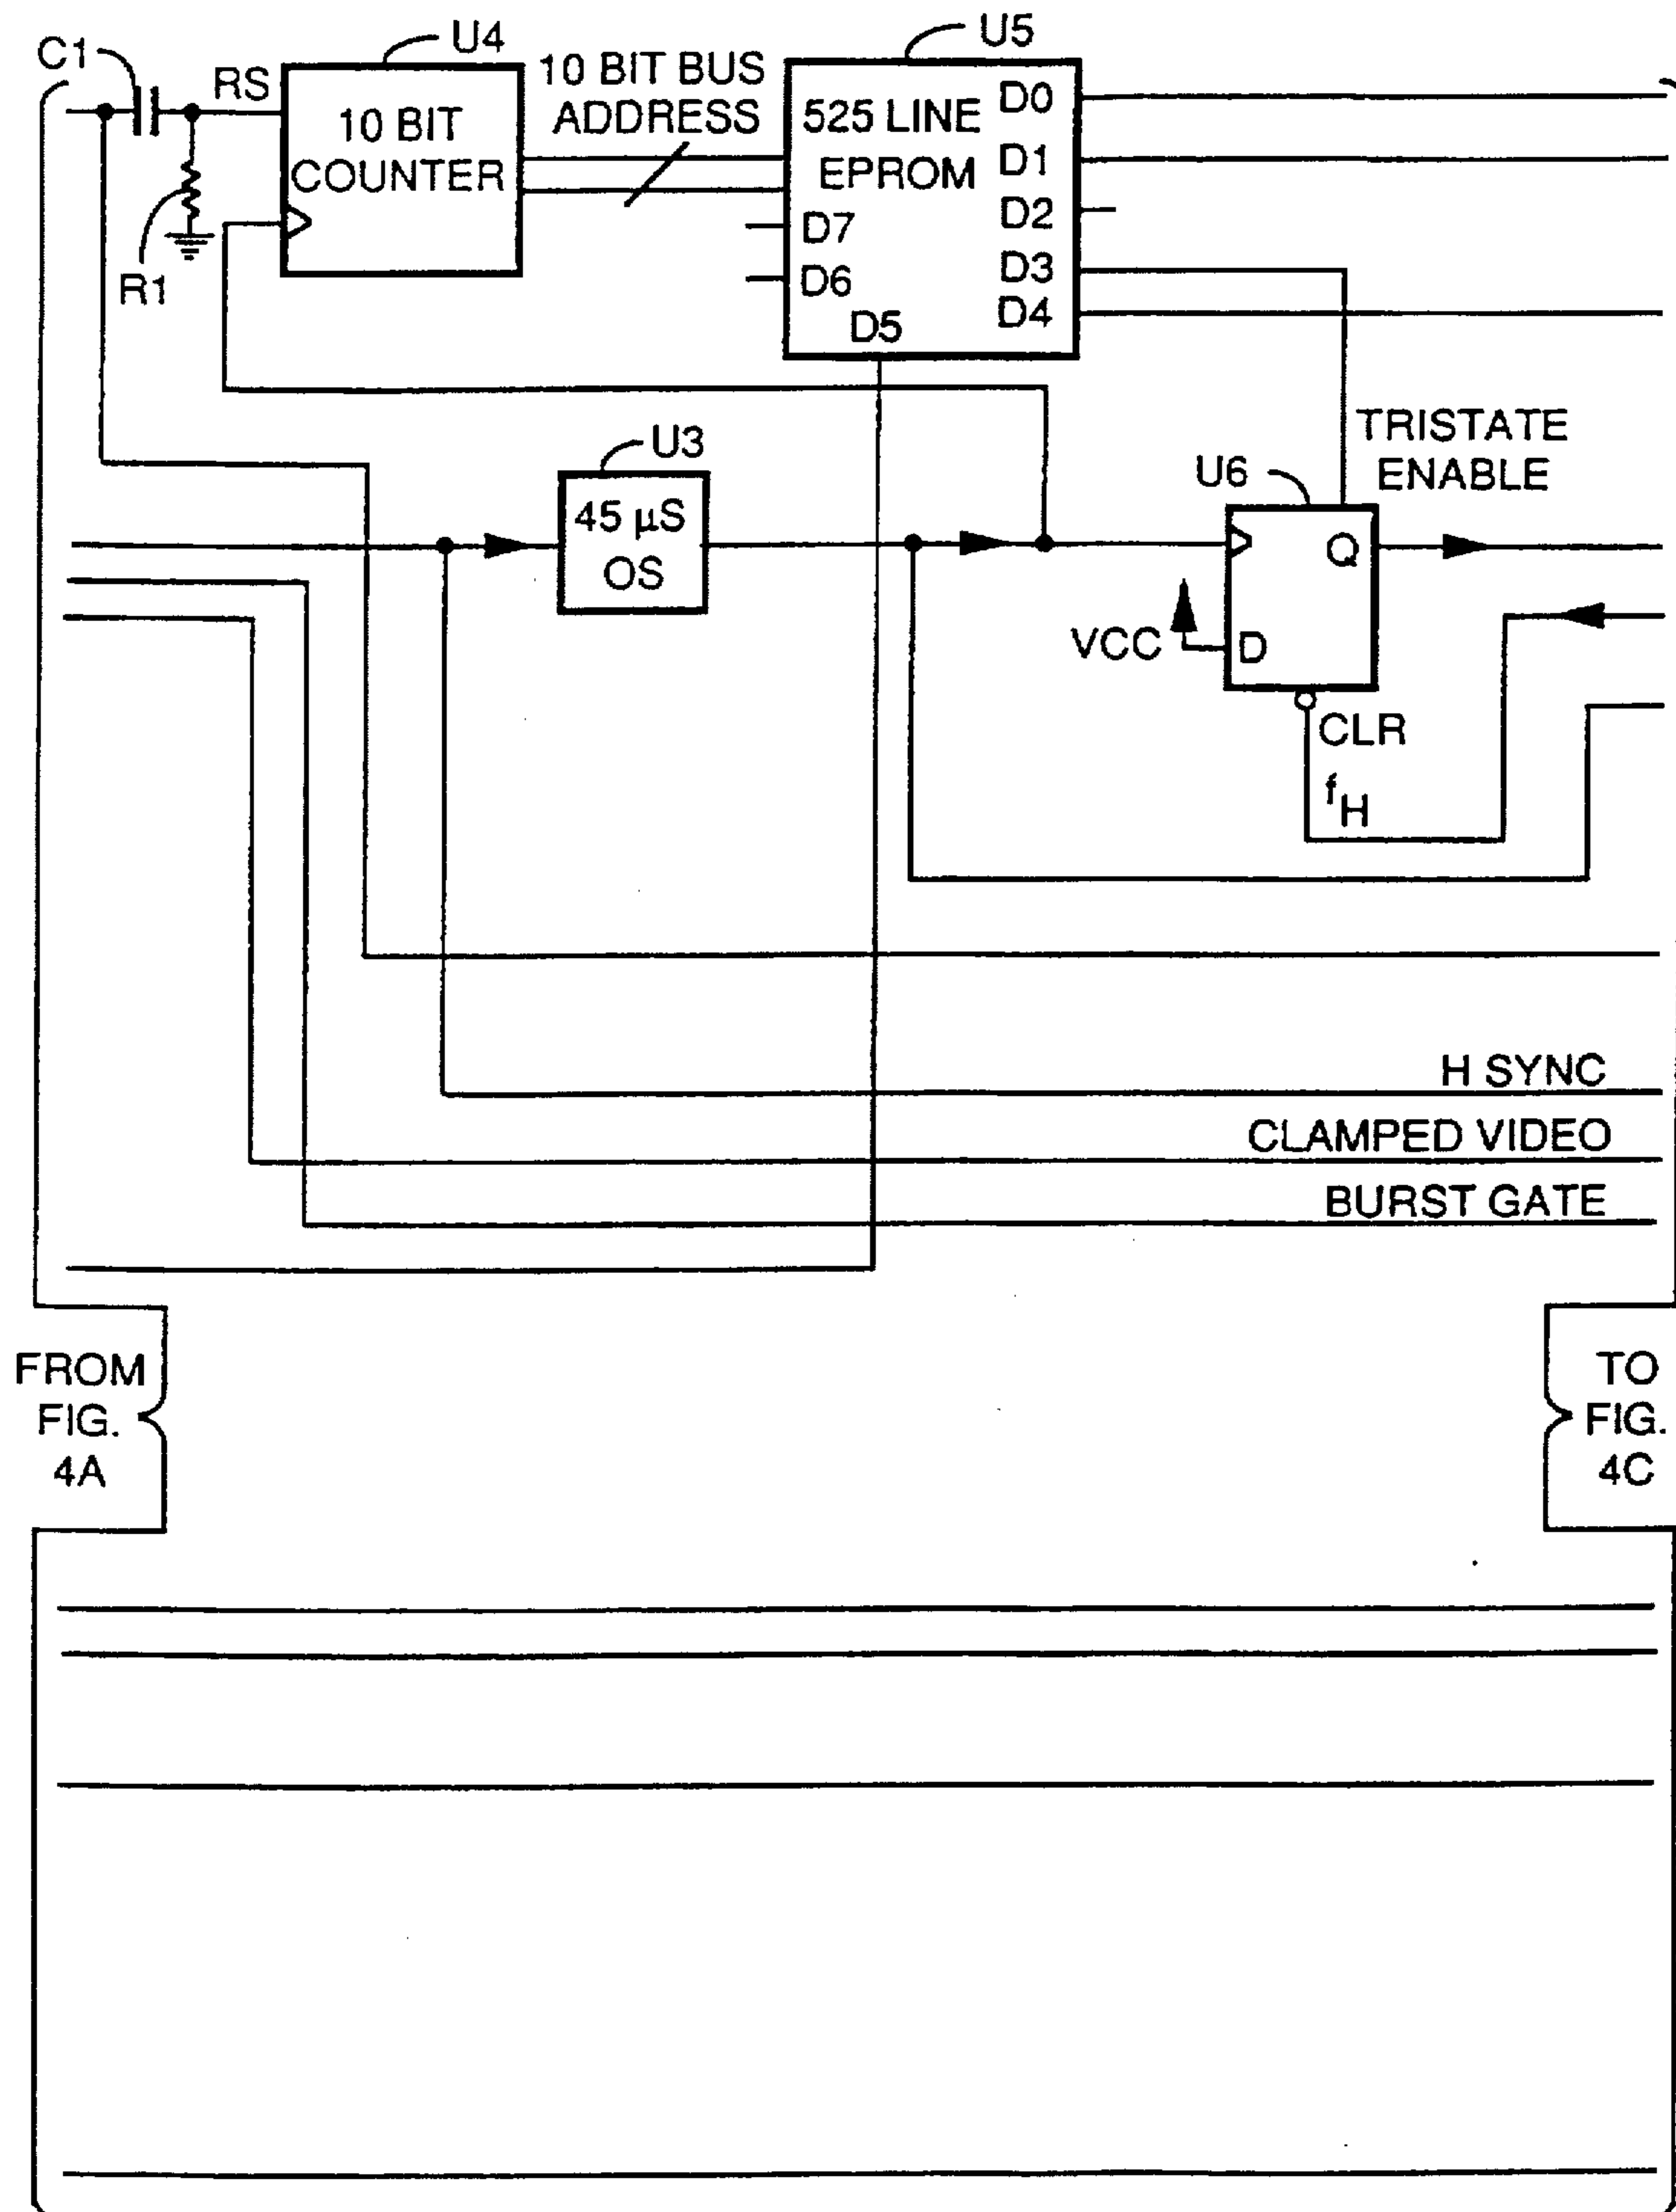 C1
RS
U4
10 BIT
COUNTER
R1
10 BIT BUS
ADDRESS
U5
525 LINE
EPROM
D0
D1
D2
D3
D4
D7
D6
D5
U3
45 µS
OS
U6
TRISTATE
ENABLE
Q
VCC
D
CLR
fH
H SYNC
CLAMPED VIDEO
BURST GATE
FROM
FIG.
4A
TO
FIG.
4C